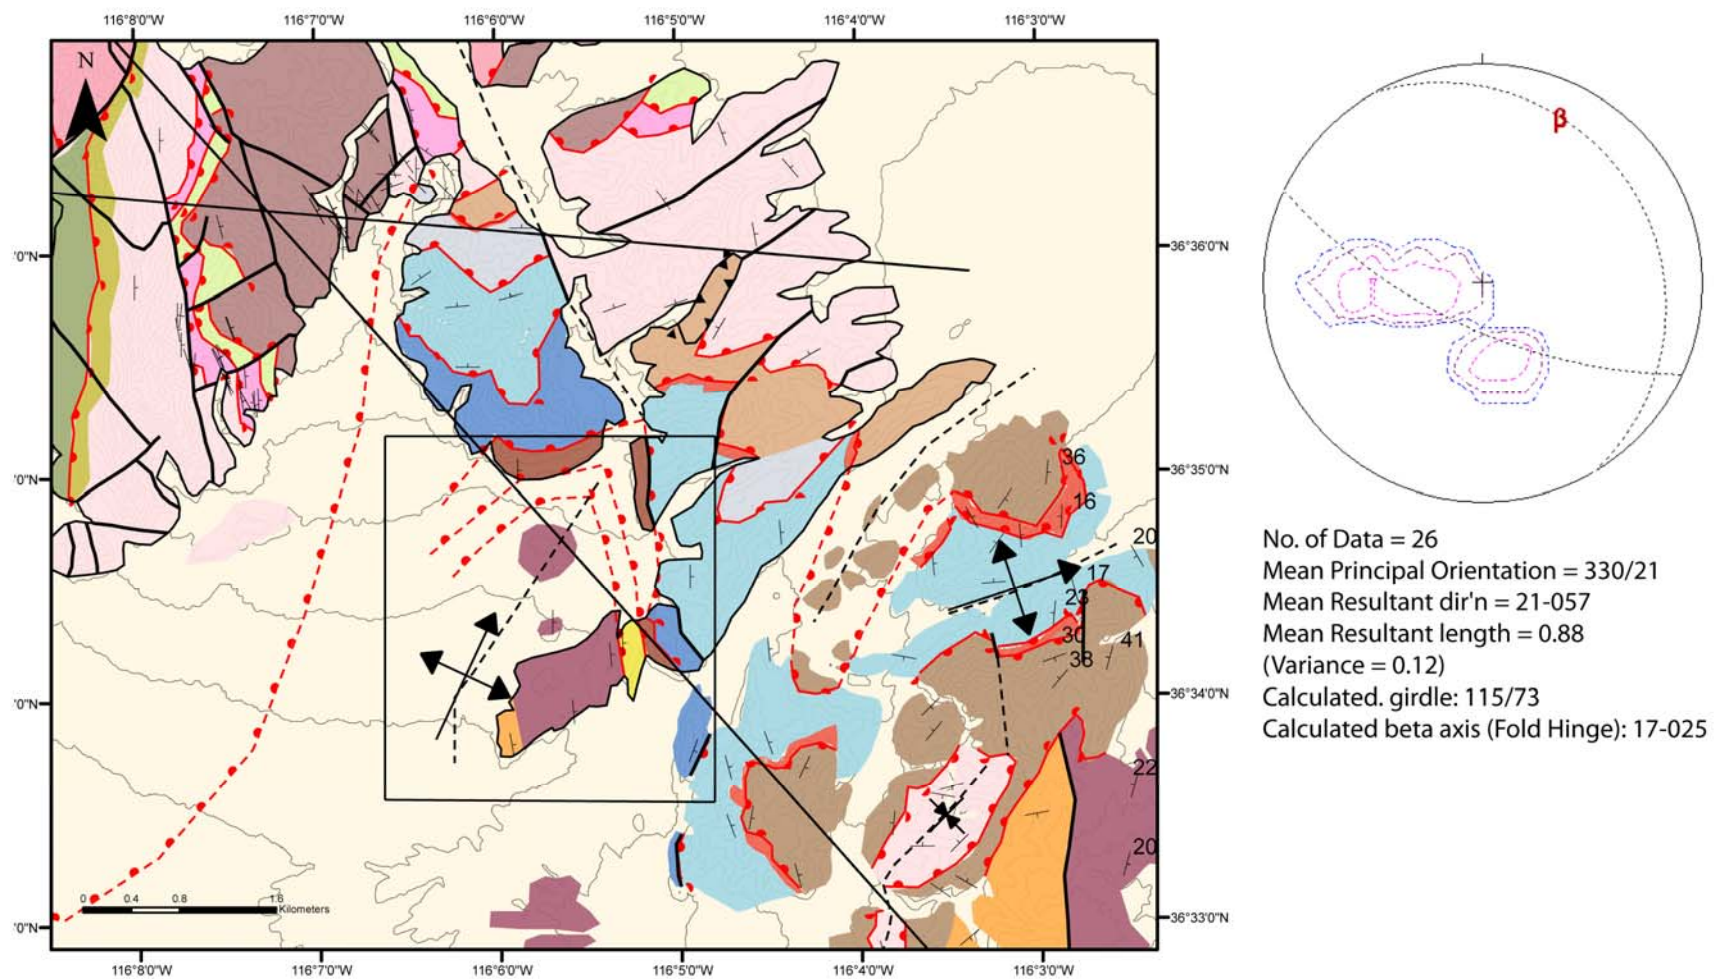 116°8'0"W 116°7'0"W 116°6'0"W 116°5'0"W 116°4'0"W 116°3'0"W
N
β
'0"N
36°36'0"N
36
'0"N
36°35'0"N
16
20
17
23
30
41
38
'0"N
36°34'0"N
22
20
0 0.4 0.8 1.6
Kilometers
'0"N
36°33'0"N
116°8'0"W 116°7'0"W 116°6'0"W 116°5'0"W 116°4'0"W 116°3'0"W
No. of Data = 26
Mean Principal Orientation = 330/21
Mean Resultant dir'n = 21-057
Mean Resultant length = 0.88
(Variance = 0.12)
Calculated. girdle: 115/73
Calculated beta axis (Fold Hinge): 17-025